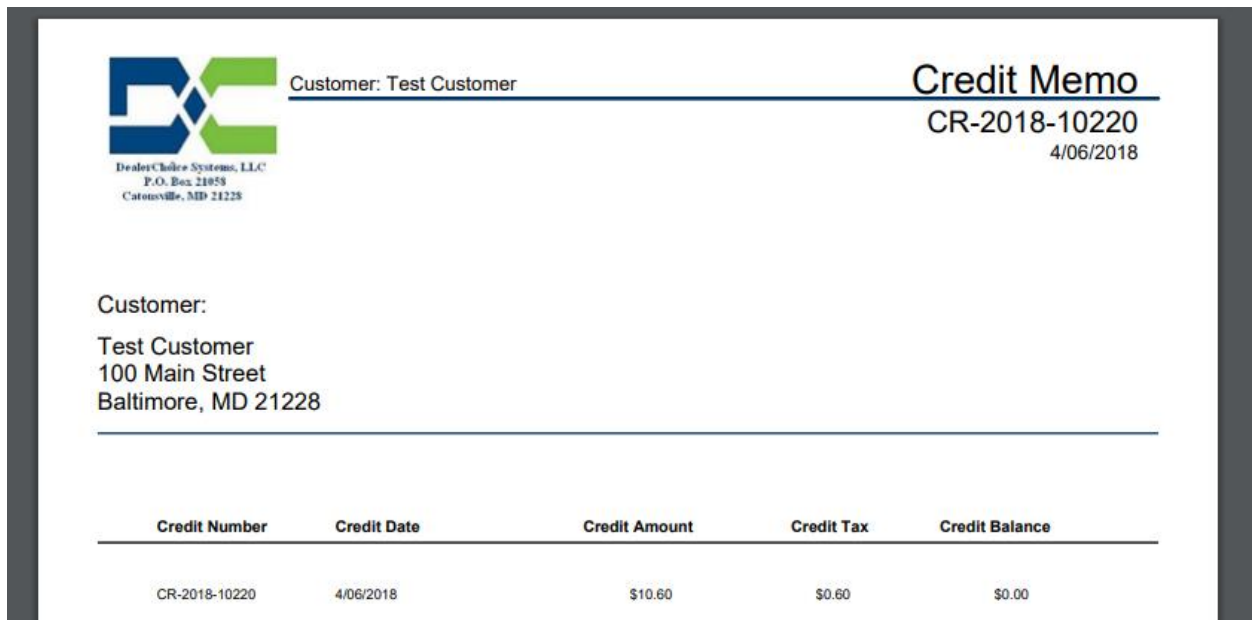 Customer: Test Customer
Credit Memo
CR-2018-10220
4/06/2018
DealerChoice Systems, LLC
P.O. Box 21058
Catonsville, MD 21228
Customer:
Test Customer
100 Main Street
Baltimore, MD 21228
Credit Number Credit Date Credit Amount Credit Tax Credit Balance
CR-2018-10220 4/06/2018 $10.60 $0.60 $0.00